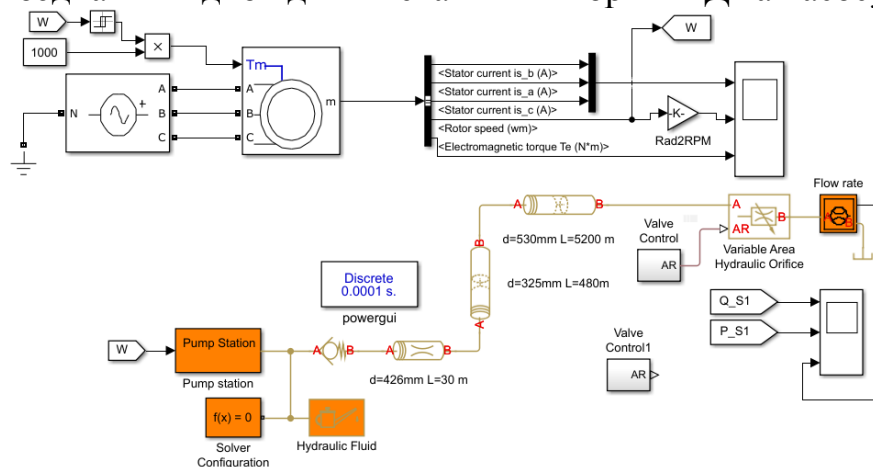 W
1000
×
Tm
A
B
C
m
N
+
A
B
C
<Stator current is_b (A)>
<Stator current is_a (A)>
<Stator current is_c (A)>
<Rotor speed (wm)>
<Electromagnetic torque Te (N*m)>
W
-K-
Rad2RPM
Flow rate
A
B
d=530mm L=5200 m
Valve
Control
AR
A
AR
B
Variable Area
Hydraulic Orifice
A
B
B
A
d=325mm L=480m
Discrete
0.0001 s.
powergui
Q_S1
P_S1
Valve
Control1
AR
W
Pump Station
Pump station
A
B
A
B
d=426mm L=30 m
f(x) = 0
Solver
Configuration
Hydraulic Fluid